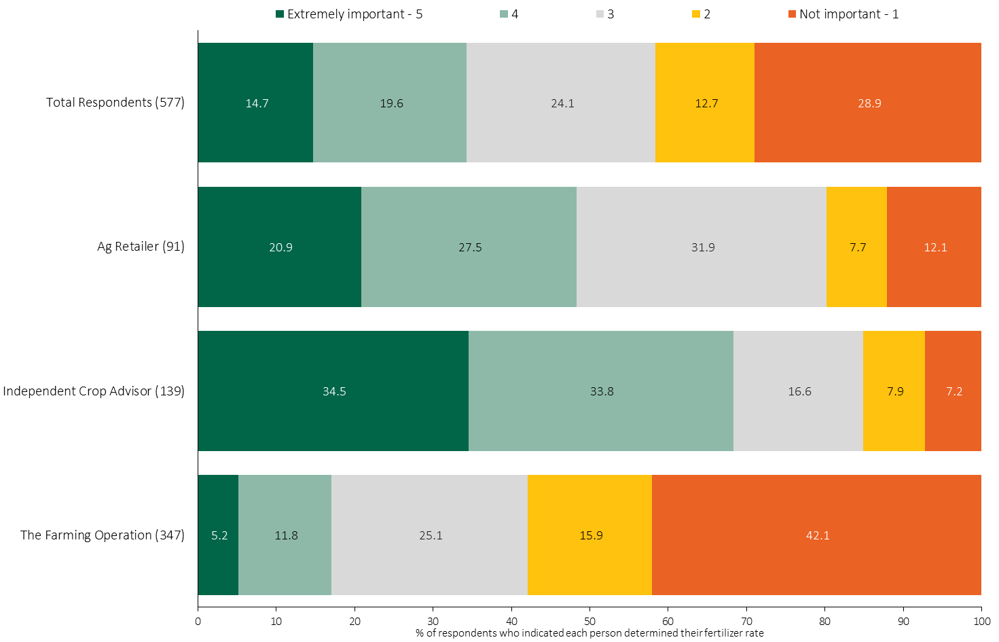 Extremely important - 5 4 3 2 Not important - 1
Total Respondents (577) 14.7 19.6 24.1 12.7 28.9
Ag Retailer (91) 20.9 27.5 31.9 7.7 12.1
Independent Crop Advisor (139) 34.5 33.8 16.6 7.9 7.2
The Farming Operation (347) 5.2 11.8 25.1 15.9 42.1
0 10 20 30 40 50 60 70 80 90 100
% of respondents who indicated each person determined their fertilizer rate